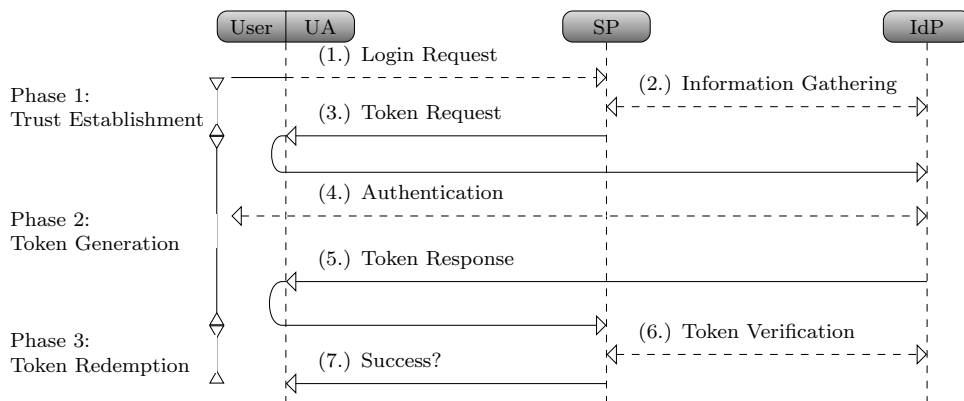 User UA SP IdP
(1.) Login Request
(2.) Information Gathering
Phase 1:
Trust Establishment
(3.) Token Request
(4.) Authentication
Phase 2:
Token Generation
(5.) Token Response
(6.) Token Verification
Phase 3:
Token Redemption
(7.) Success?